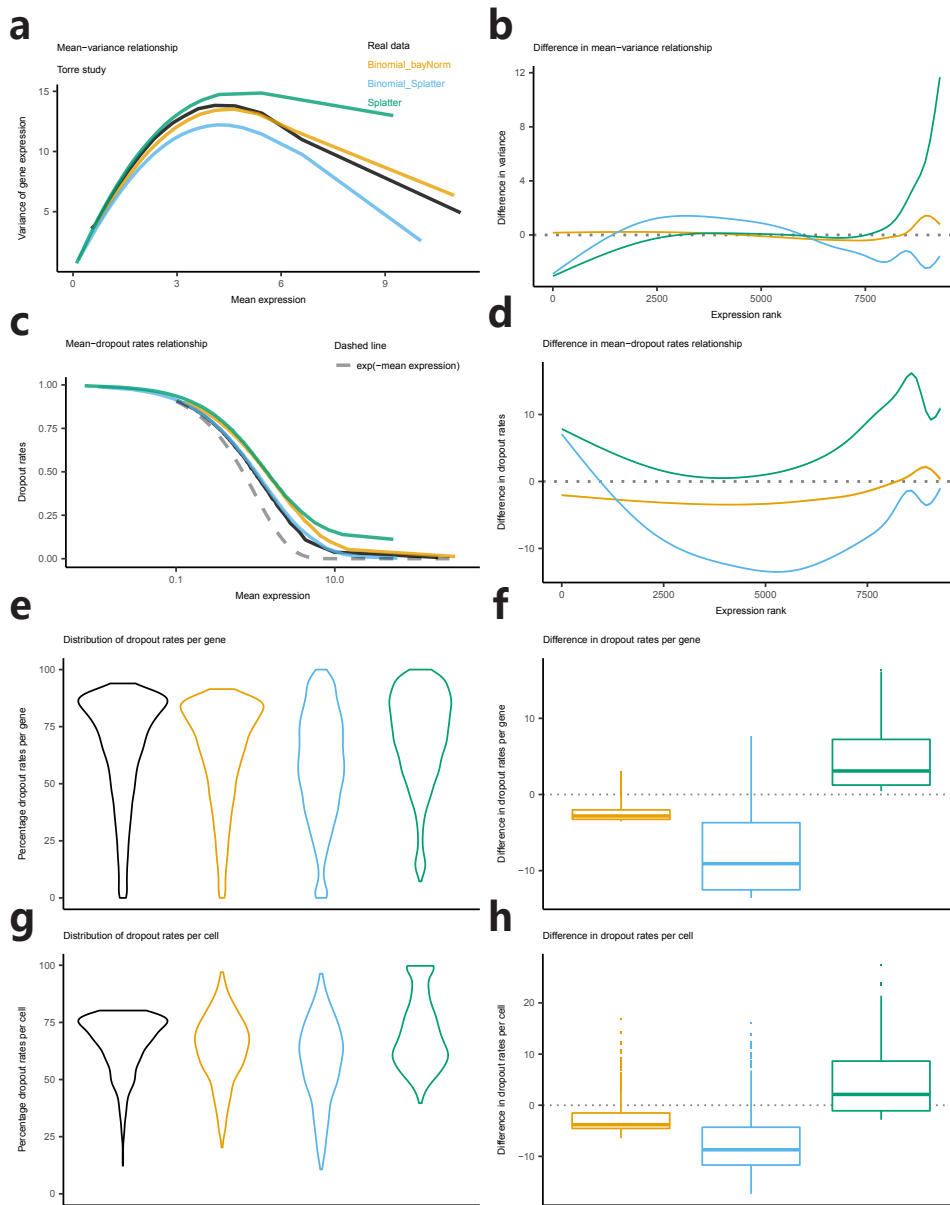 a
Mean−variance relationship
Torre study
Real data
Binomial_bayNorm
Binomial_Splatter
Splatter
Variance of gene expression
15
10
5
0
3
6
9
Mean expression
b
Difference in mean−variance relationship
Difference in variance
12
8
4
0
0
2500
5000
7500
Expression rank
c
Mean−dropout rates relationship
Dashed line
exp(−mean expression)
Dropout rates
1.00
0.75
0.50
0.25
0.00
0.1
10.0
Mean expression
d
Difference in mean−dropout rates relationship
Difference in dropout rates
10
0
−10
0
2500
5000
7500
Expression rank
e
Distribution of dropout rates per gene
Percentage dropout rates per gene
100
75
50
25
0
f
Difference in dropout rates per gene
Difference in dropout rates per gene
10
0
−10
g
Distribution of dropout rates per cell
Percentage dropout rates per cell
100
75
50
25
0
h
Difference in dropout rates per cell
Difference in dropout rates per cell
20
10
0
−10